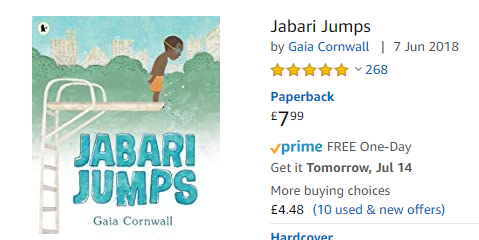 JABARI
JUMPS
Gaia Cornwall
Jabari Jumps
by Gaia Cornwall | 7 Jun 2018
268
Paperback
£7.99
prime FREE One-Day
Get it Tomorrow, Jul 14
More buying choices
£4.48 (10 used & new offers)
Hardcover